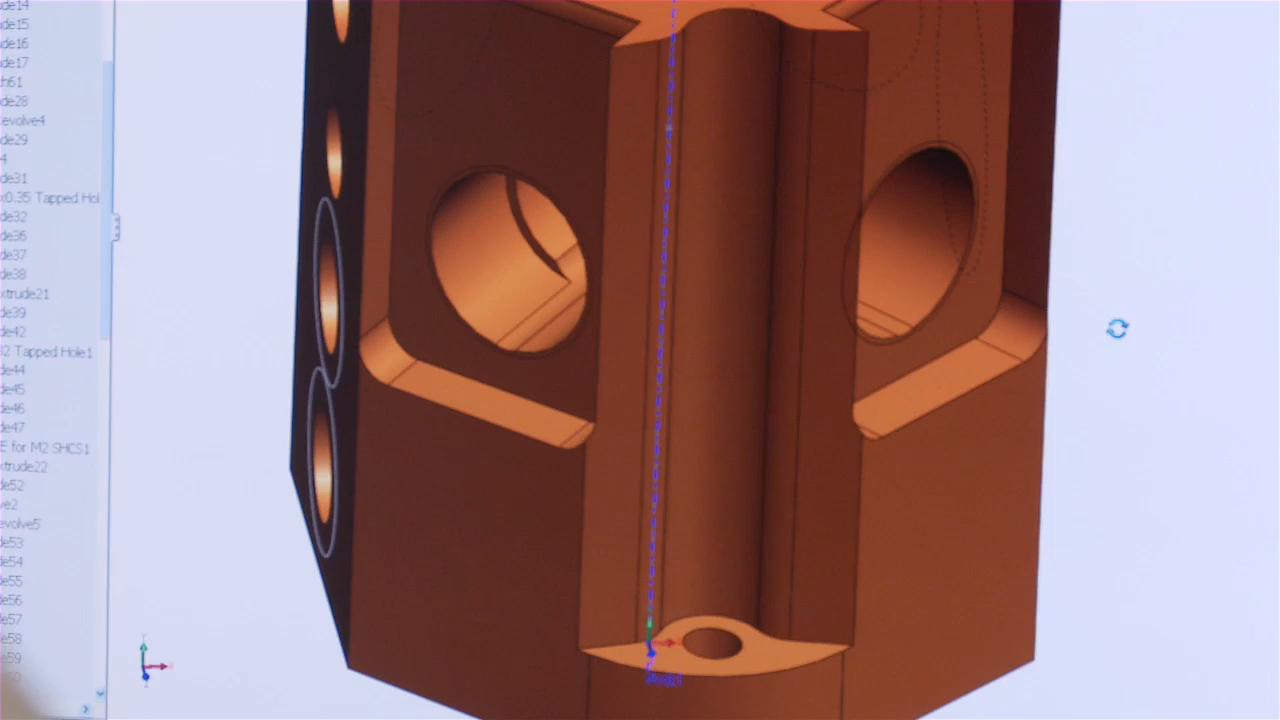 de14
de15
de16
de17
h61
de28
evolve4
de29
4
de31
x0.35 Tapped Hol
de32
de36
de37
de38
xtrude21
de39
de42
2 Tapped Hole1
de44
de45
de46
de47
E for M2 SHCS1
xtrude22
de52
ve2
evolve5
de53
de54
de55
de56
de57
de58
de59